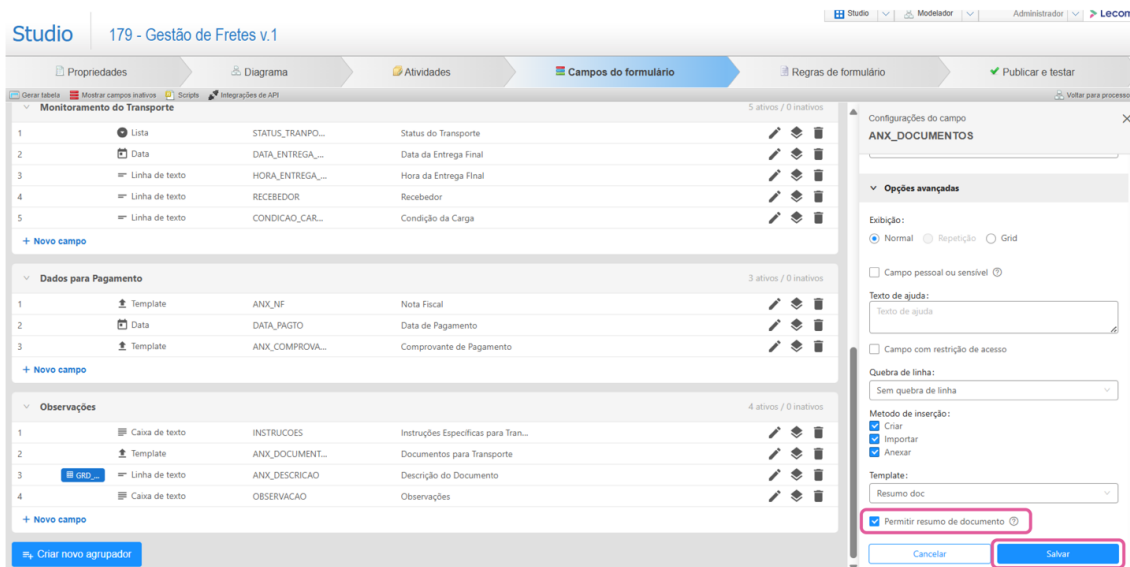 Studio Modelador Administrador Lecom
Studio 179 - Gestão de Fretes v.1
Propriedades Diagrama Atividades Campos do formulário Regras de formulário Publicar e testar
Gerar tabela Mostrar campos inativos Scripts Integrações de API Voltar para processo
Monitoramento do Transporte 5 ativos / 0 inativos
1 Lista STATUS_TRANPO... Status do Transporte
2 Data DATA_ENTREGA_... Data da Entrega Final
3 Linha de texto HORA_ENTREGA_... Hora da Entrega FInal
4 Linha de texto RECEBEDOR Recebedor
5 Linha de texto CONDICAO_CAR... Condição da Carga
+ Novo campo
Dados para Pagamento 3 ativos / 0 inativos
1 Template ANX_NF Nota Fiscal
2 Data DATA_PAGTO Data de Pagamento
3 Template ANX_COMPROVA... Comprovante de Pagamento
+ Novo campo
Observações 4 ativos / 0 inativos
1 Caixa de texto INSTRUCOES Instruções Específicas para Tran...
2 Template ANX_DOCUMENT... Documentos para Transporte
3 GRD_... Linha de texto ANX_DESCRICAO Descrição do Documento
4 Caixa de texto OBSERVACAO Observações
+ Novo campo
Criar novo agrupador
Configurações do campo
ANX_DOCUMENTOS
Opções avançadas
Exibição:
Normal Repetição Grid
Campo pessoal ou sensível
Texto de ajuda:
Texto de ajuda
Campo com restrição de acesso
Quebra de linha:
Sem quebra de linha
Metodo de inserção:
Criar
Importar
Anexar
Template:
Resumo doc
Permitir resumo de documento
Cancelar Salvar